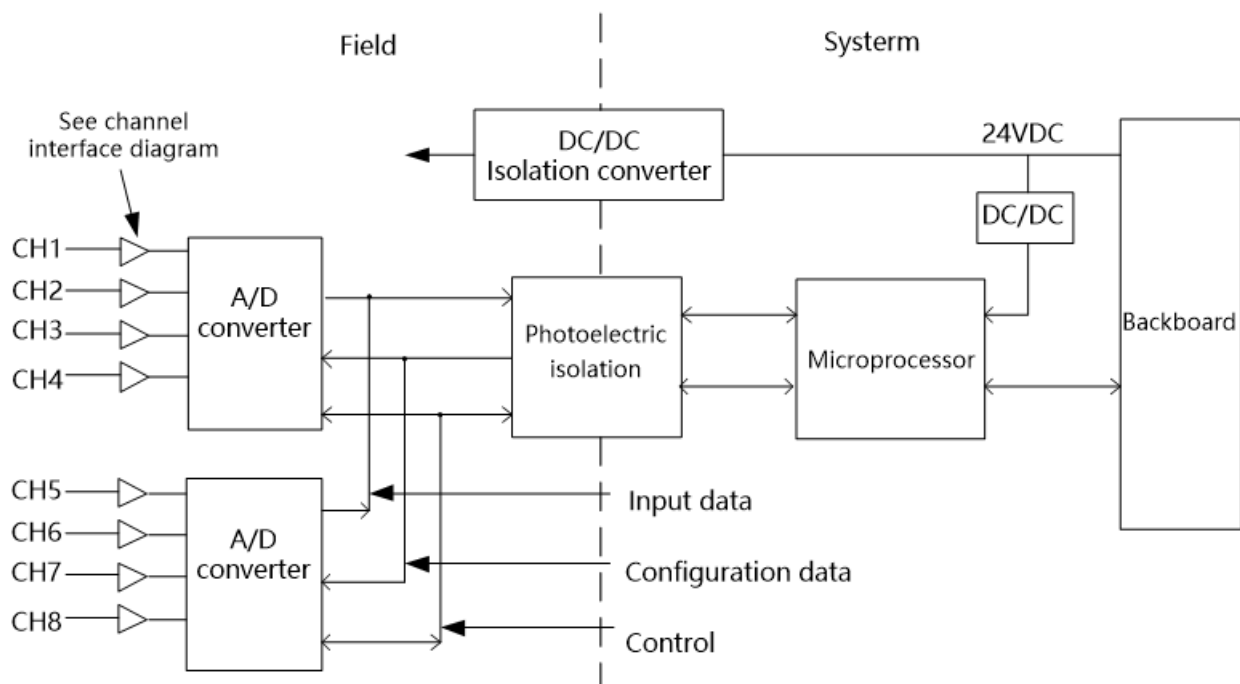 Field
Systerm
See channel
interface diagram
DC/DC
Isolation converter
24VDC
DC/DC
CH1
CH2
CH3
CH4
A/D
converter
Photoelectric
isolation
Microprocessor
Backboard
CH5
CH6
CH7
CH8
A/D
converter
Input data
Configuration data
Control